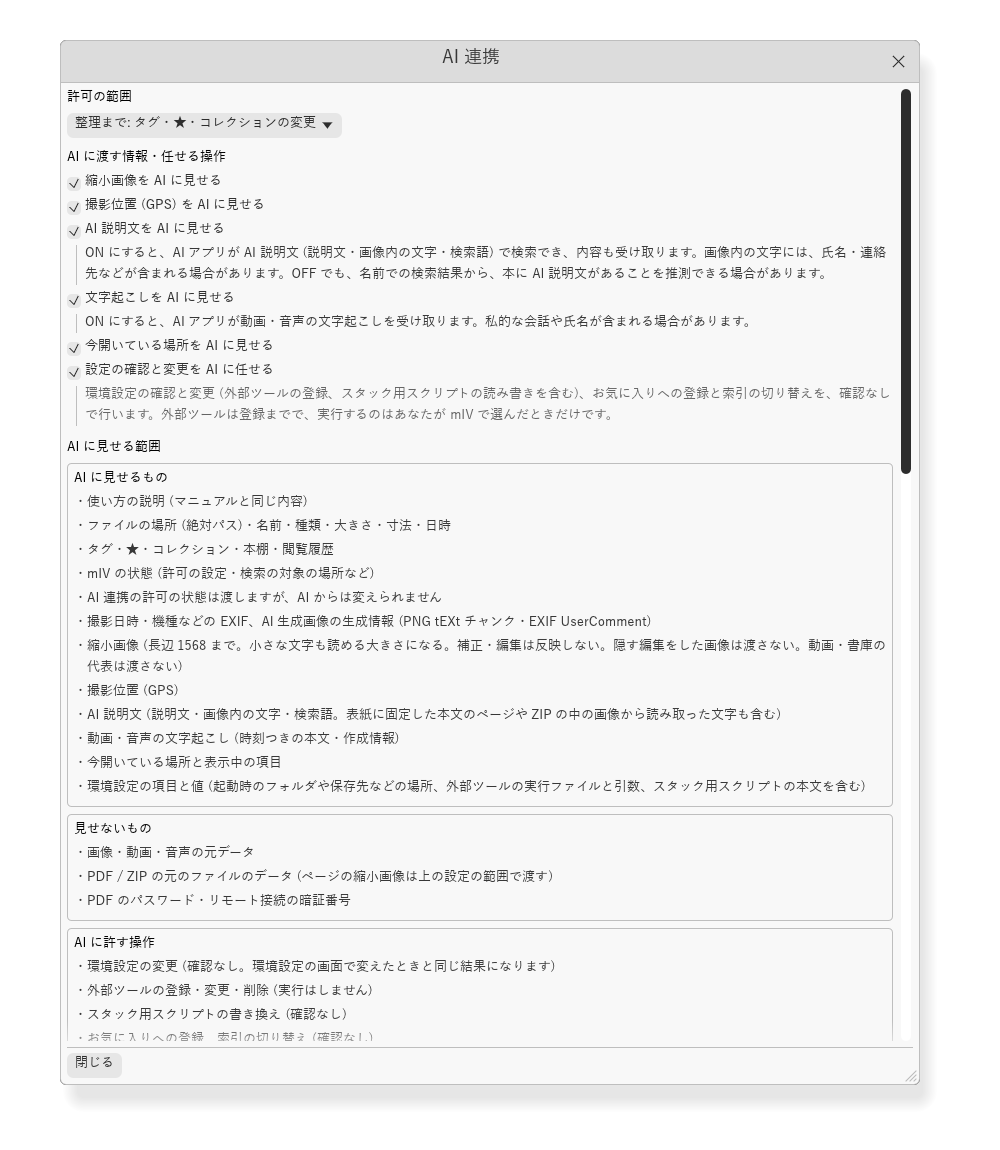 AI 連携
許可の範囲
整理まで: タグ・★・コレクションの変更
AI に渡す情報・任せる操作
縮小画像を AI に見せる
撮影位置 (GPS) を AI に見せる
AI 説明文を AI に見せる
ON にすると、AI アプリが AI 説明文 (説明文・画像内の文字・検索語) で検索でき、内容も受け取ります。画像内の文字には、氏名・連絡
先などが含まれる場合があります。OFF でも、名前での検索結果から、本に AI 説明文があることを推測できる場合があります。
文字起こしを AI に見せる
ON にすると、AI アプリが動画・音声の文字起こしを受け取ります。私的な会話や氏名が含まれる場合があります。
今開いている場所を AI に見せる
設定の確認と変更を AI に任せる
環境設定の確認と変更 (外部ツールの登録、スタック用スクリプトの読み書きを含む)、お気に入りへの登録と索引の切り替えを、確認なし
で行います。外部ツールは登録までで、実行するのはあなたが mIV で選んだときだけです。
AI に見せる範囲
AI に見せるもの
・使い方の説明 (マニュアルと同じ内容)
・ファイルの場所 (絶対パス)・名前・種類・大きさ・寸法・日時
・タグ・★・コレクション・本棚・閲覧履歴
・mIV の状態 (許可の設定・検索の対象の場所など)
・AI 連携の許可の状態は渡しますが、AI からは変えられません
・撮影日時・機種などの EXIF、AI 生成画像の生成情報 (PNG tEXt チャンク・EXIF UserComment)
・縮小画像 (長辺 1568 まで。小さな文字も読める大きさになる。補正・編集は反映しない。隠す編集をした画像は渡さない。動画・書庫の
代表は渡さない)
・撮影位置 (GPS)
・AI 説明文 (説明文・画像内の文字・検索語。表紙に固定した本文のページや ZIP の中の画像から読み取った文字も含む)
・動画・音声の文字起こし (時刻つきの本文・作成情報)
・今開いている場所と表示中の項目
・環境設定の項目と値 (起動時のフォルダや保存先などの場所、外部ツールの実行ファイルと引数、スタック用スクリプトの本文を含む)
見せないもの
・画像・動画・音声の元データ
・PDF / ZIP の元のファイルのデータ (ページの縮小画像は上の設定の範囲で渡す)
・PDF のパスワード・リモート接続の暗証番号
AI に許す操作
・環境設定の変更 (確認なし。環境設定の画面で変えたときと同じ結果になります)
・外部ツールの登録・変更・削除 (実行はしません)
・スタック用スクリプトの書き換え (確認なし)
・お気に入りへの登録、索引の切り替え (確認なし)
閉じる